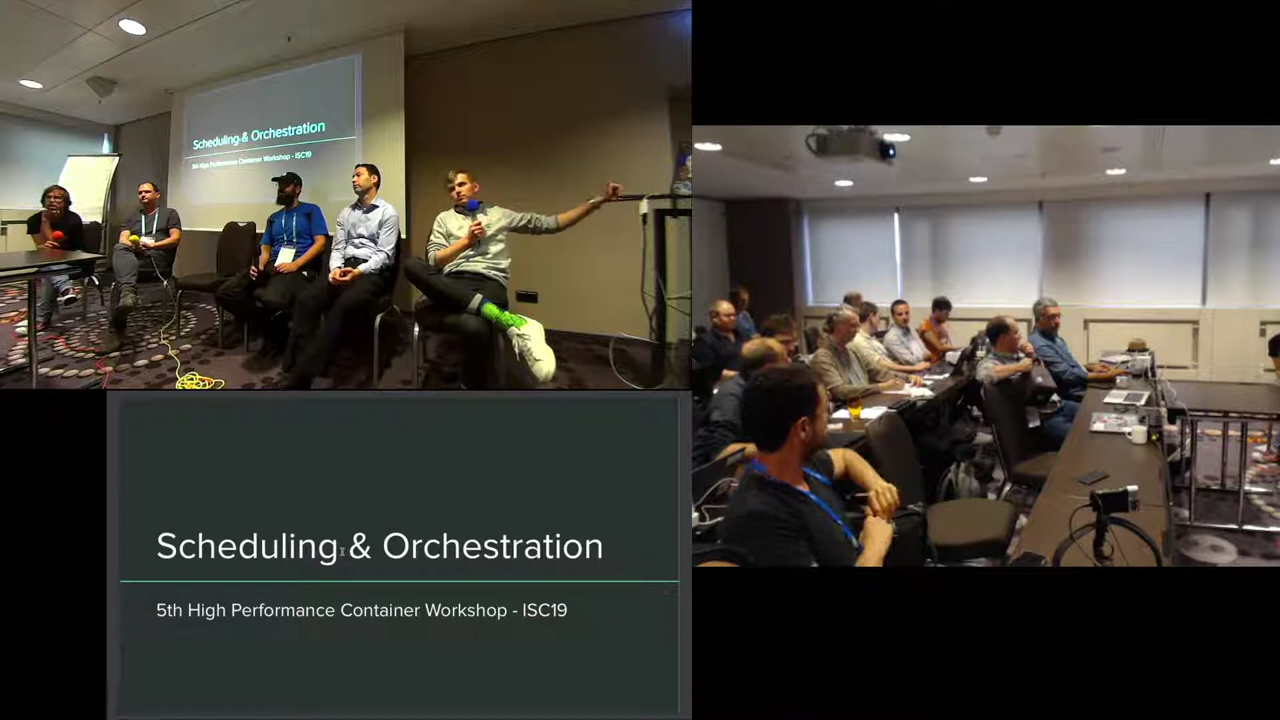 Scheduling & Orchestration
5th High Performance Container Workshop - ISC19
Scheduling & Orchestration
5th High Performance Container Workshop - ISC19